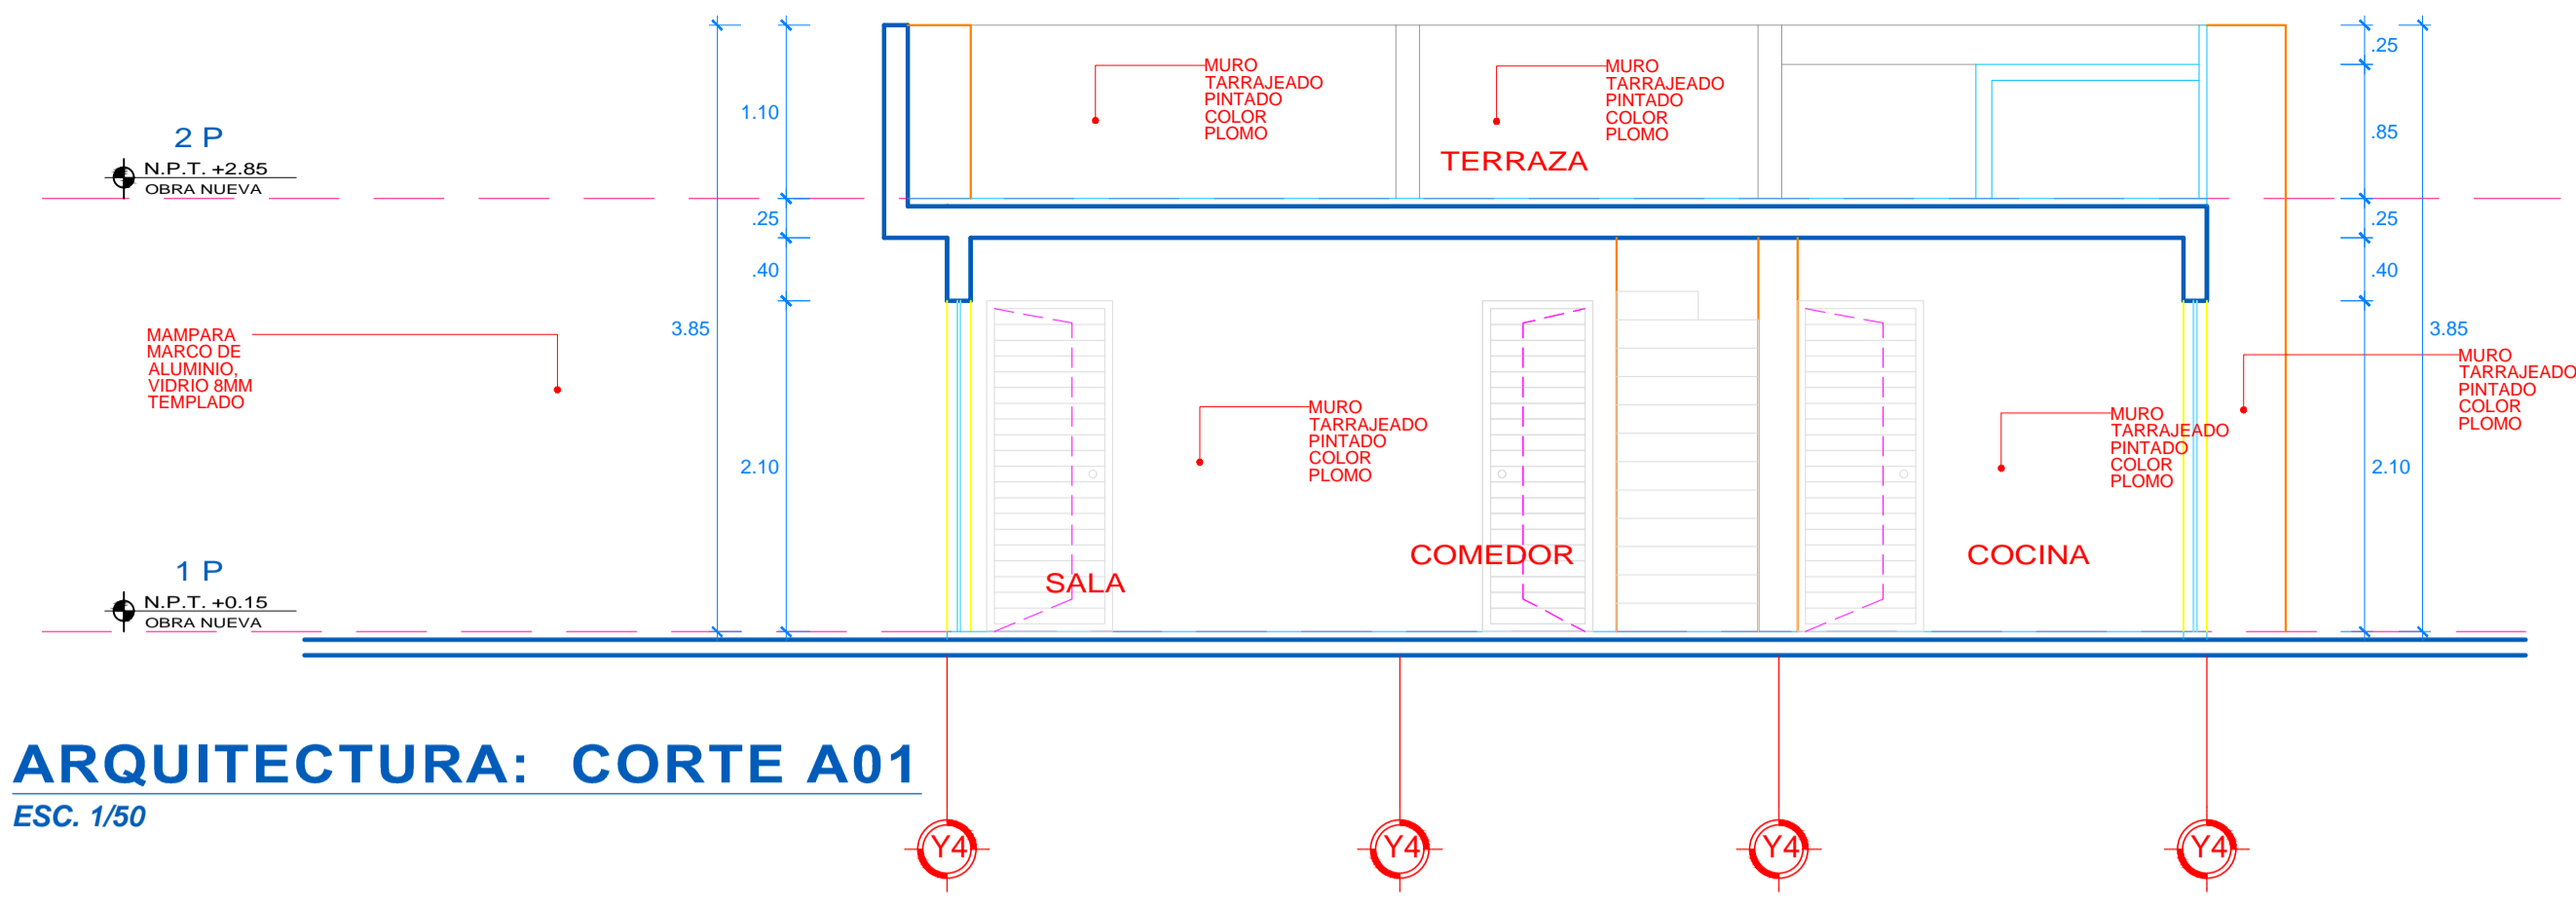 .25
MURO
TARRAJEADO
PINTADO
COLOR
PLOMO
MURO
TARRAJEADO
PINTADO
COLOR
PLOMO
1.10
.85
2 P
N.P.T. +2.85
OBRA NUEVA
TERRAZA
.25
.25
.40
.40
3.85
3.85
MAMPARA
MARCO DE
ALUMINIO,
VIDRIO 8MM
TEMPLADO
MURO
TARRAJEADO
PINTADO
COLOR
PLOMO
MURO
TARRAJEADO
PINTADO
COLOR
PLOMO
MURO
TARRAJEADO
PINTADO
COLOR
PLOMO
2.10
2.10
SALA
COMEDOR
COCINA
1 P
N.P.T. +0.15
OBRA NUEVA
ARQUITECTURA: CORTE A01
ESC. 1/50
Y4
Y4
Y4
Y4